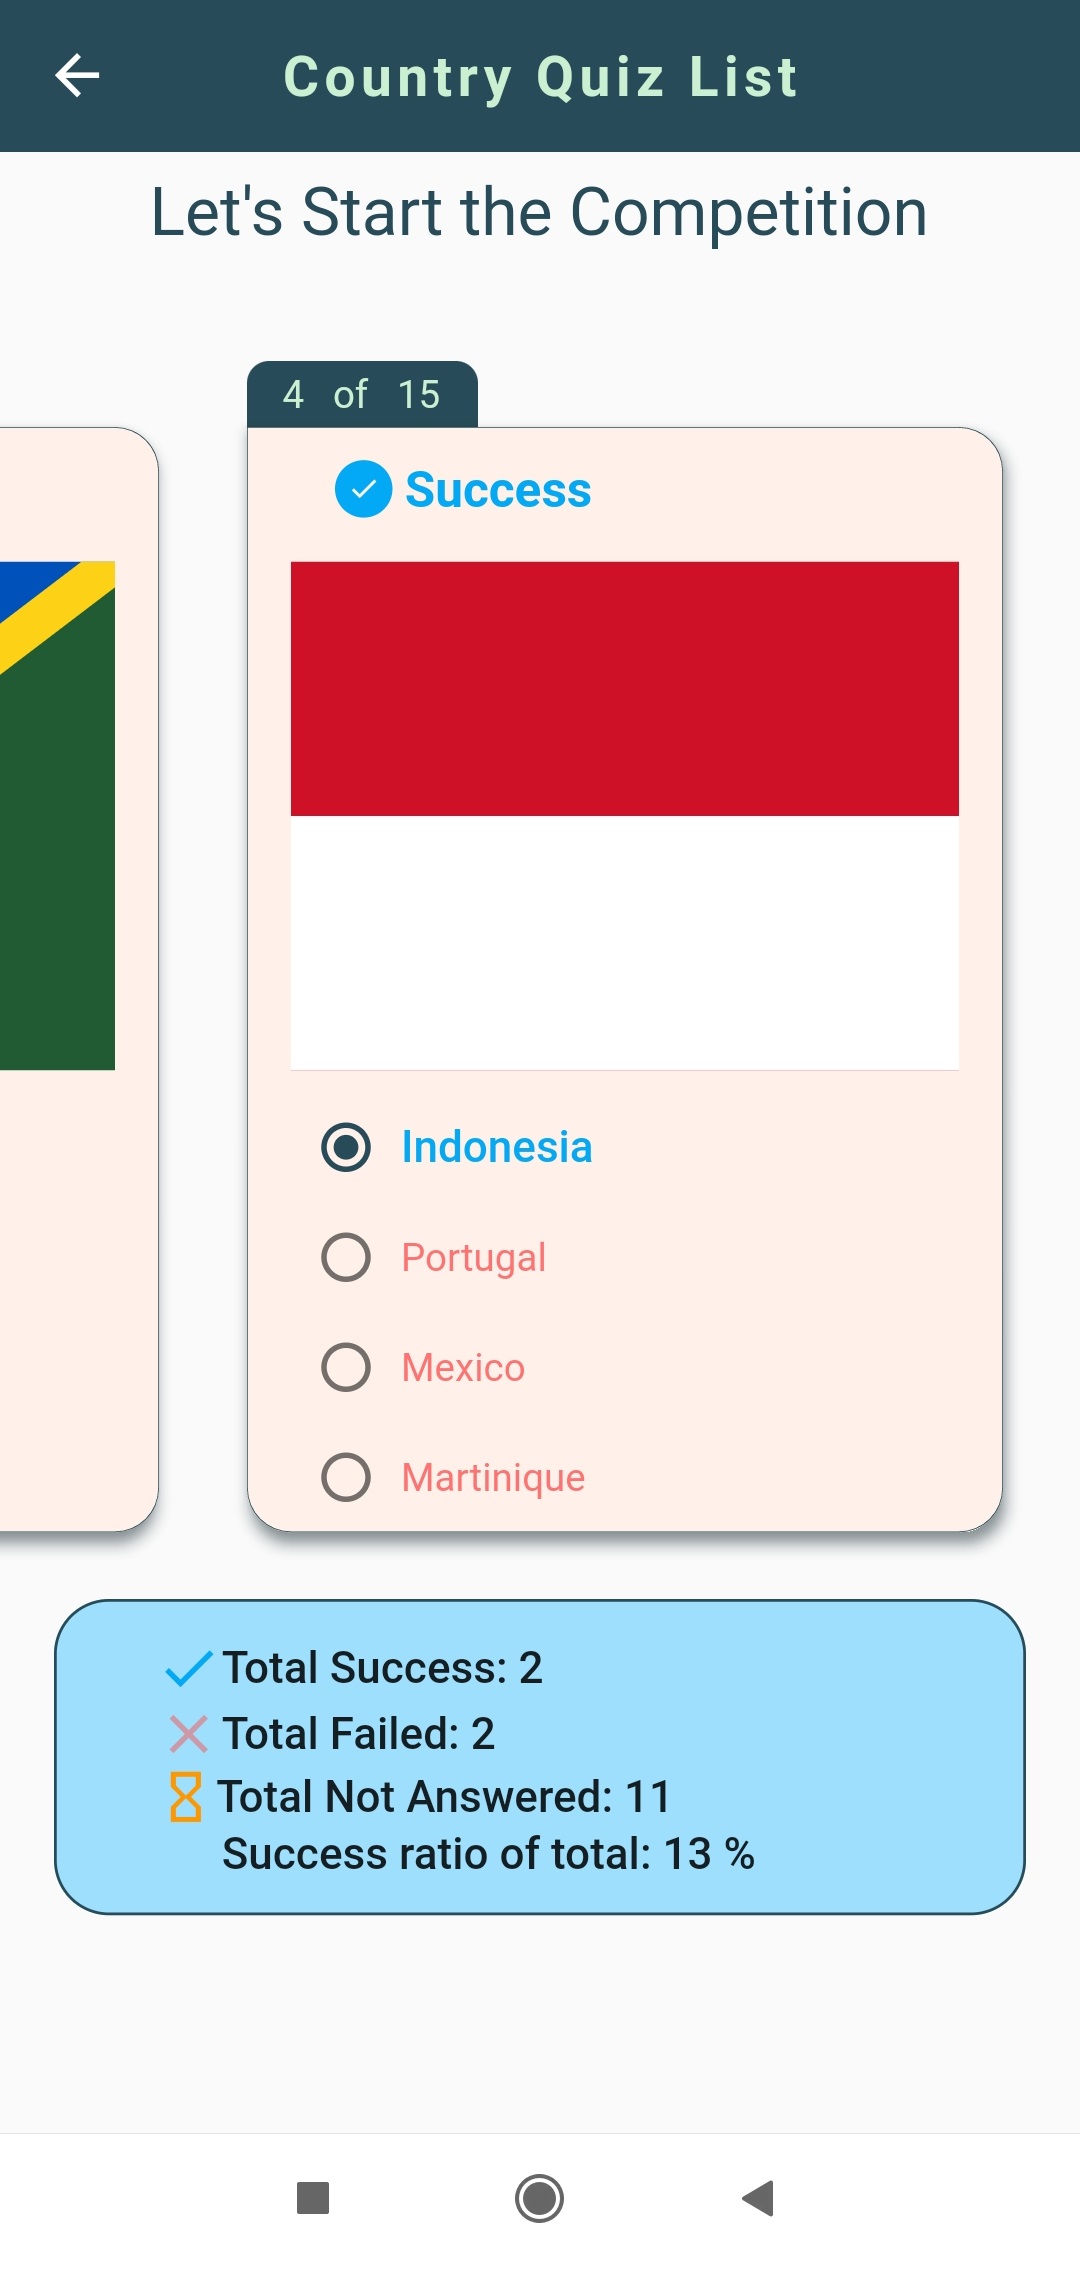 Country Quiz List
Let's Start the Competition
4 of 15
Success
Indonesia
Portugal
Mexico
Martinique
Total Success: 2
Total Failed: 2
Total Not Answered: 11
Success ratio of total: 13 %